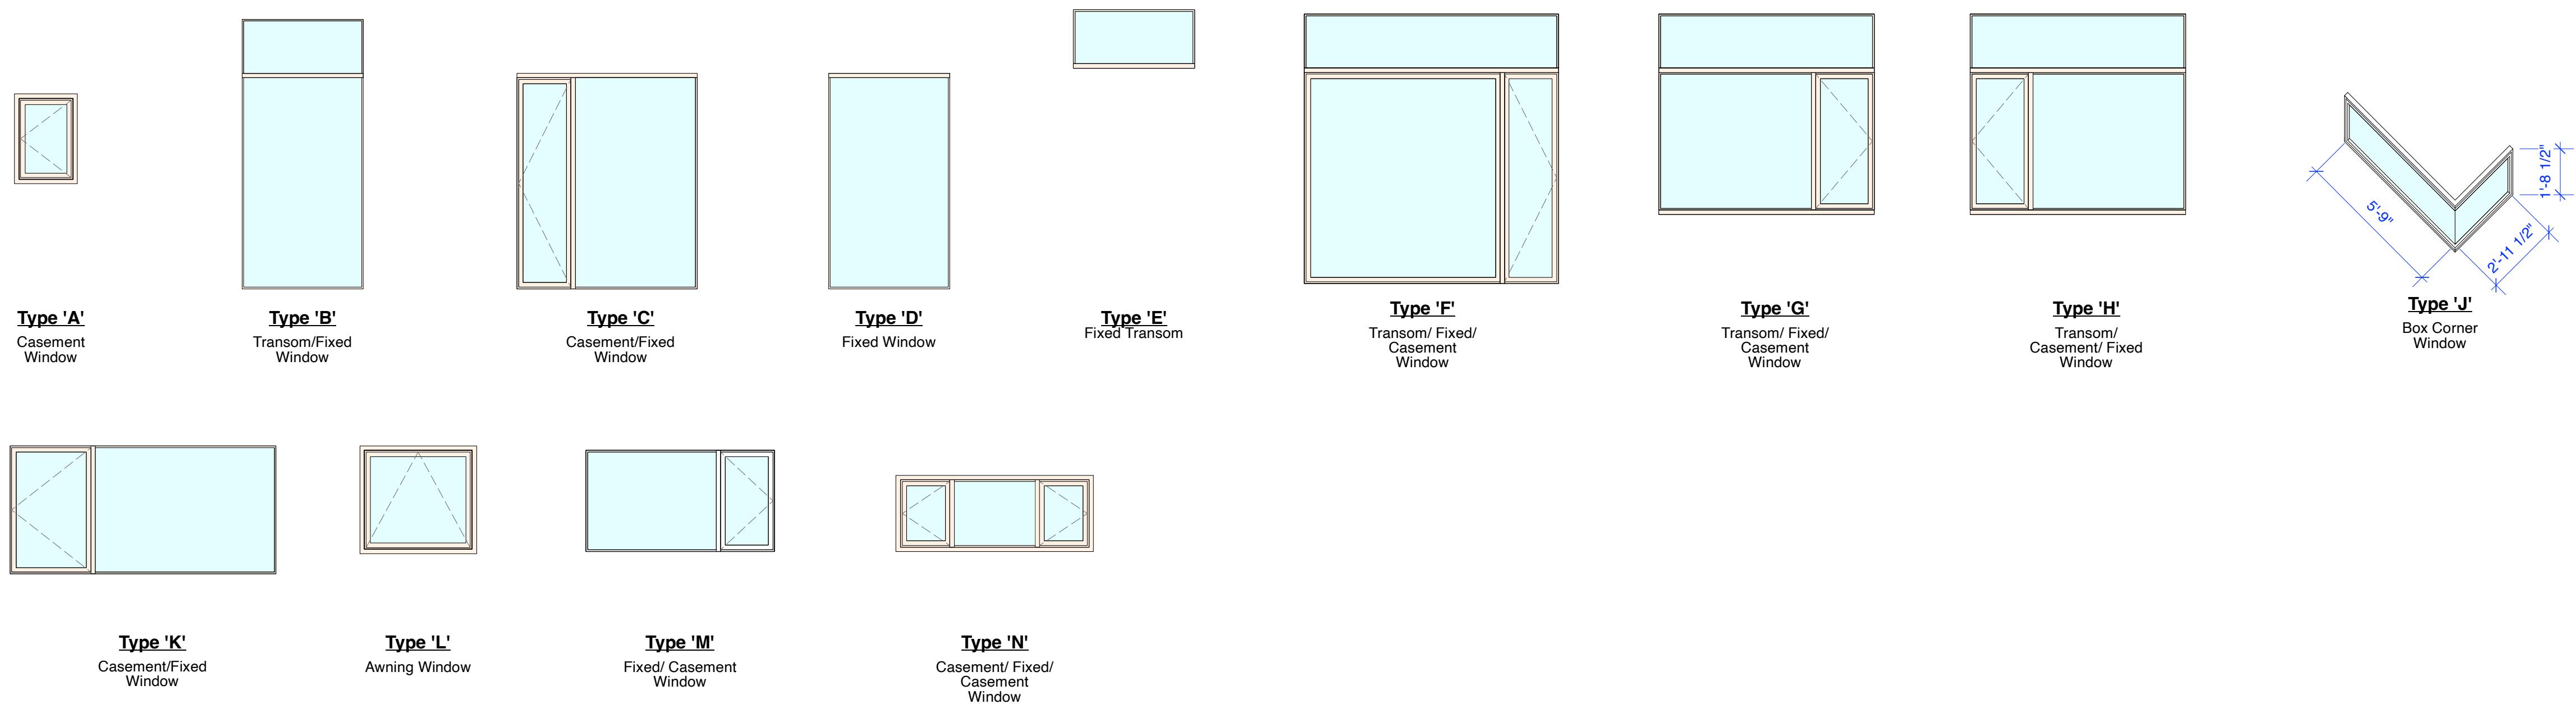 Type 'A'
Casement
Window
Type 'B'
Transom/Fixed
Window
Type 'C'
Casement/Fixed
Window
Type 'D'
Fixed Window
Type 'E'
Fixed Transom
Type 'F'
Transom/ Fixed/
Casement
Window
Type 'G'
Transom/ Fixed/
Casement
Window
Type 'H'
Transom/
Casement/ Fixed
Window
5'-9"
2'-11 1/2"
1'-8 1/2"
Type 'J'
Box Corner
Window
Type 'K'
Casement/Fixed
Window
Type 'L'
Awning Window
Type 'M'
Fixed/ Casement
Window
Type 'N'
Casement/ Fixed/
Casement
Window